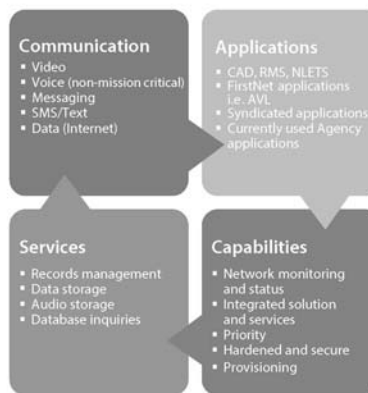 Communication
▪ Video
▪ Voice (non-mission critical)
▪ Messaging
▪ SMS/Text
▪ Data (Internet)
Applications
▪ CAD, RMS, NLETS
▪ FirstNet applications
i.e. AVL
▪ Syndicated applications
▪ Currently used Agency
applications
Services
▪ Records management
▪ Data storage
▪ Audio storage
▪ Database inquiries
Capabilities
▪ Network monitoring
and status
▪ Integrated solution
and services
▪ Priority
▪ Hardened and secure
▪ Provisioning